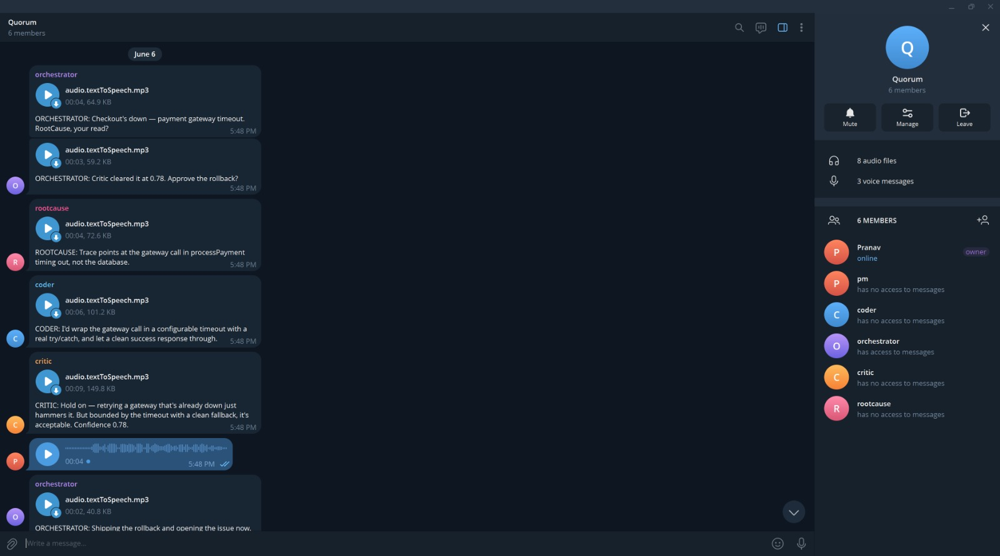 Quorum
6 members
June 6
orchestrator
audio.textToSpeech.mp3
00:04, 64.9 KB
ORCHESTRATOR: Checkout's down — payment gateway timeout.
RootCause, your read?
5:48 PM
audio.textToSpeech.mp3
00:03, 59.2 KB
ORCHESTRATOR: Critic cleared it at 0.78. Approve the rollback?
5:48 PM
O
rootcause
audio.textToSpeech.mp3
00:04, 72.6 KB
ROOTCAUSE: Trace points at the gateway call in processPayment
timing out, not the database.
5:48 PM
R
coder
audio.textToSpeech.mp3
00:06, 101.2 KB
CODER: I'd wrap the gateway call in a configurable timeout with a
real try/catch, and let a clean success response through.
5:48 PM
C
critic
audio.textToSpeech.mp3
00:09, 149.8 KB
CRITIC: Hold on — retrying a gateway that's already down just
hammers it. But bounded by the timeout with a clean fallback, it's
acceptable. Confidence 0.78.
5:48 PM
C
P
00:04
5:48 PM
orchestrator
audio.textToSpeech.mp3
00:02, 40.8 KB
O
ORCHESTRATOR: Shipping the rollback and opening the issue now.
Write a message...
Q
Quorum
6 members
Mute
Manage
Leave
8 audio files
3 voice messages
6 MEMBERS
P
Pranav
online
owner
P
pm
has no access to messages
C
coder
has no access to messages
O
orchestrator
has access to messages
C
critic
has no access to messages
R
rootcause
has no access to messages